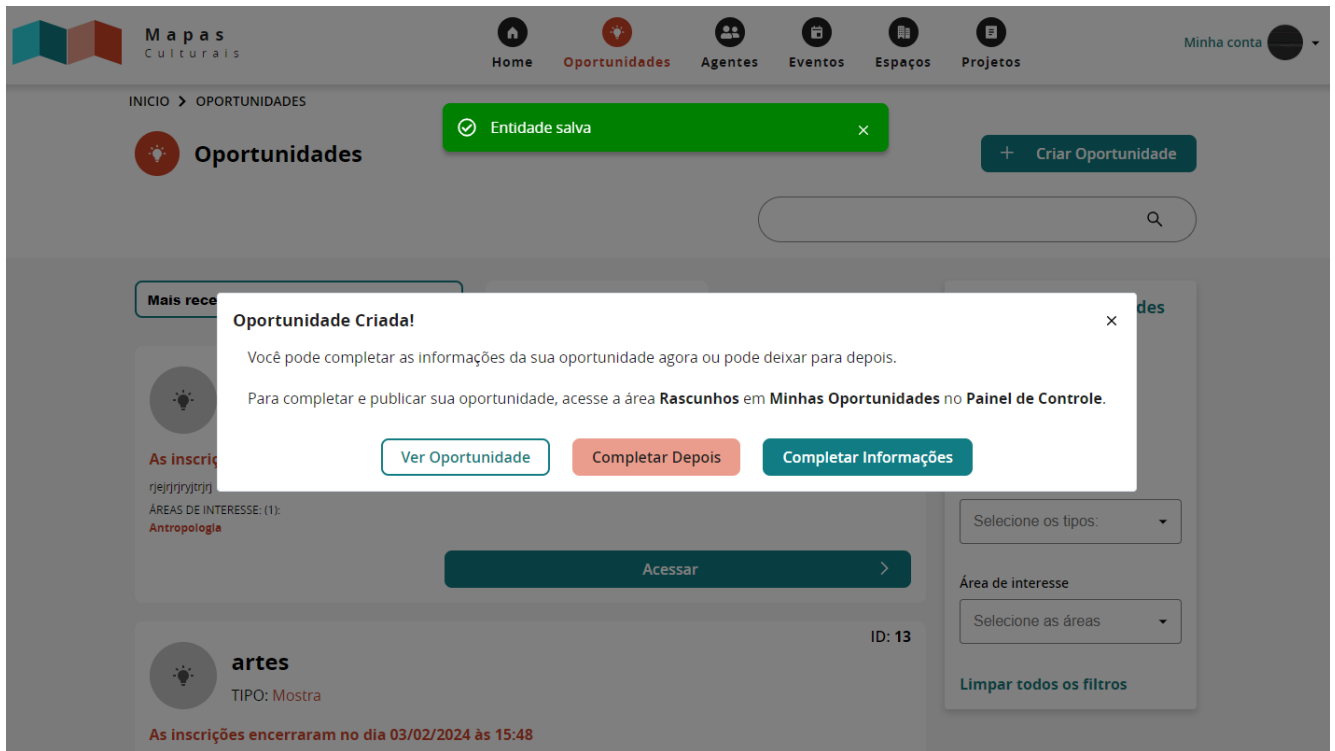 Mapas
Culturais
Home
Oportunidades
Agentes
Eventos
Espaços
Projetos
Minha conta
INICIO > OPORTUNIDADES
Entidade salva
Oportunidades
+ Criar Oportunidade
Mais rece
des
Oportunidade Criada!
Você pode completar as informações da sua oportunidade agora ou pode deixar para depois.
Para completar e publicar sua oportunidade, acesse a área Rascunhos em Minhas Oportunidades no Painel de Controle.
Ver Oportunidade
Completar Depois
Completar Informações
As inscriç
rjejrjrjryjtrjrj
ÁREAS DE INTERESSE: (1):
Antropologia
Acessar
Selecione os tipos:
Área de interesse
Selecione as áreas
Limpar todos os filtros
ID: 13
artes
TIPO: Mostra
As inscrições encerraram no dia 03/02/2024 às 15:48